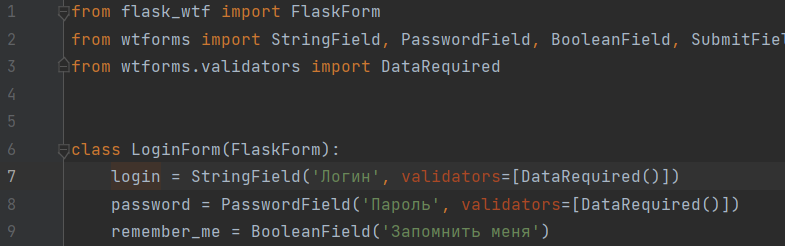 1 from flask_wtf import FlaskForm
2 from wtforms import StringField, PasswordField, BooleanField, SubmitFiel
3 from wtforms.validators import DataRequired
4
5
6 class LoginForm(FlaskForm):
7 login = StringField('Логин', validators=[DataRequired()])
8 password = PasswordField('Пароль', validators=[DataRequired()])
9 remember_me = BooleanField('Запомнить меня')